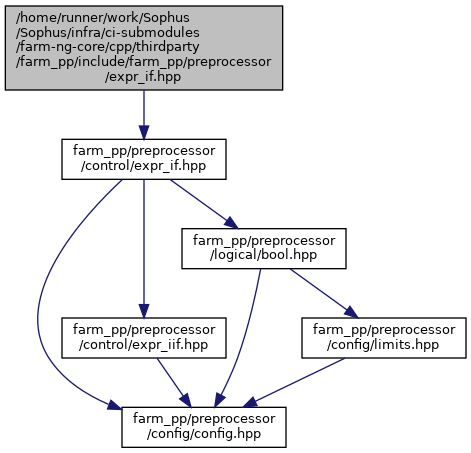 /home/runner/work/Sophus
/Sophus/infra/ci-submodules
/farm-ng-core/cpp/thirdparty
/farm_pp/include/farm_pp/preprocessor
/expr_if.hpp
farm_pp/preprocessor
/control/expr_if.hpp
farm_pp/preprocessor
/logical/bool.hpp
farm_pp/preprocessor
/control/expr_iif.hpp
farm_pp/preprocessor
/config/limits.hpp
farm_pp/preprocessor
/config/config.hpp